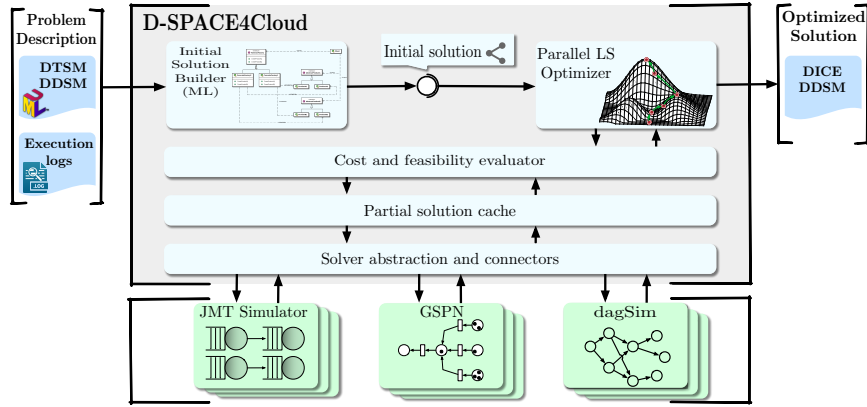 Problem
Description
DTSM
DDSM
UML
Execution
logs
.LOG
D-SPACE4Cloud
Initial
Solution
Builder
(ML)
Initial solution
Parallel LS
Optimizer
Optimized
Solution
DICE
DDSM
Cost and feasibility evaluator
Partial solution cache
Solver abstraction and connectors
JMT Simulator
GSPN
dagSim